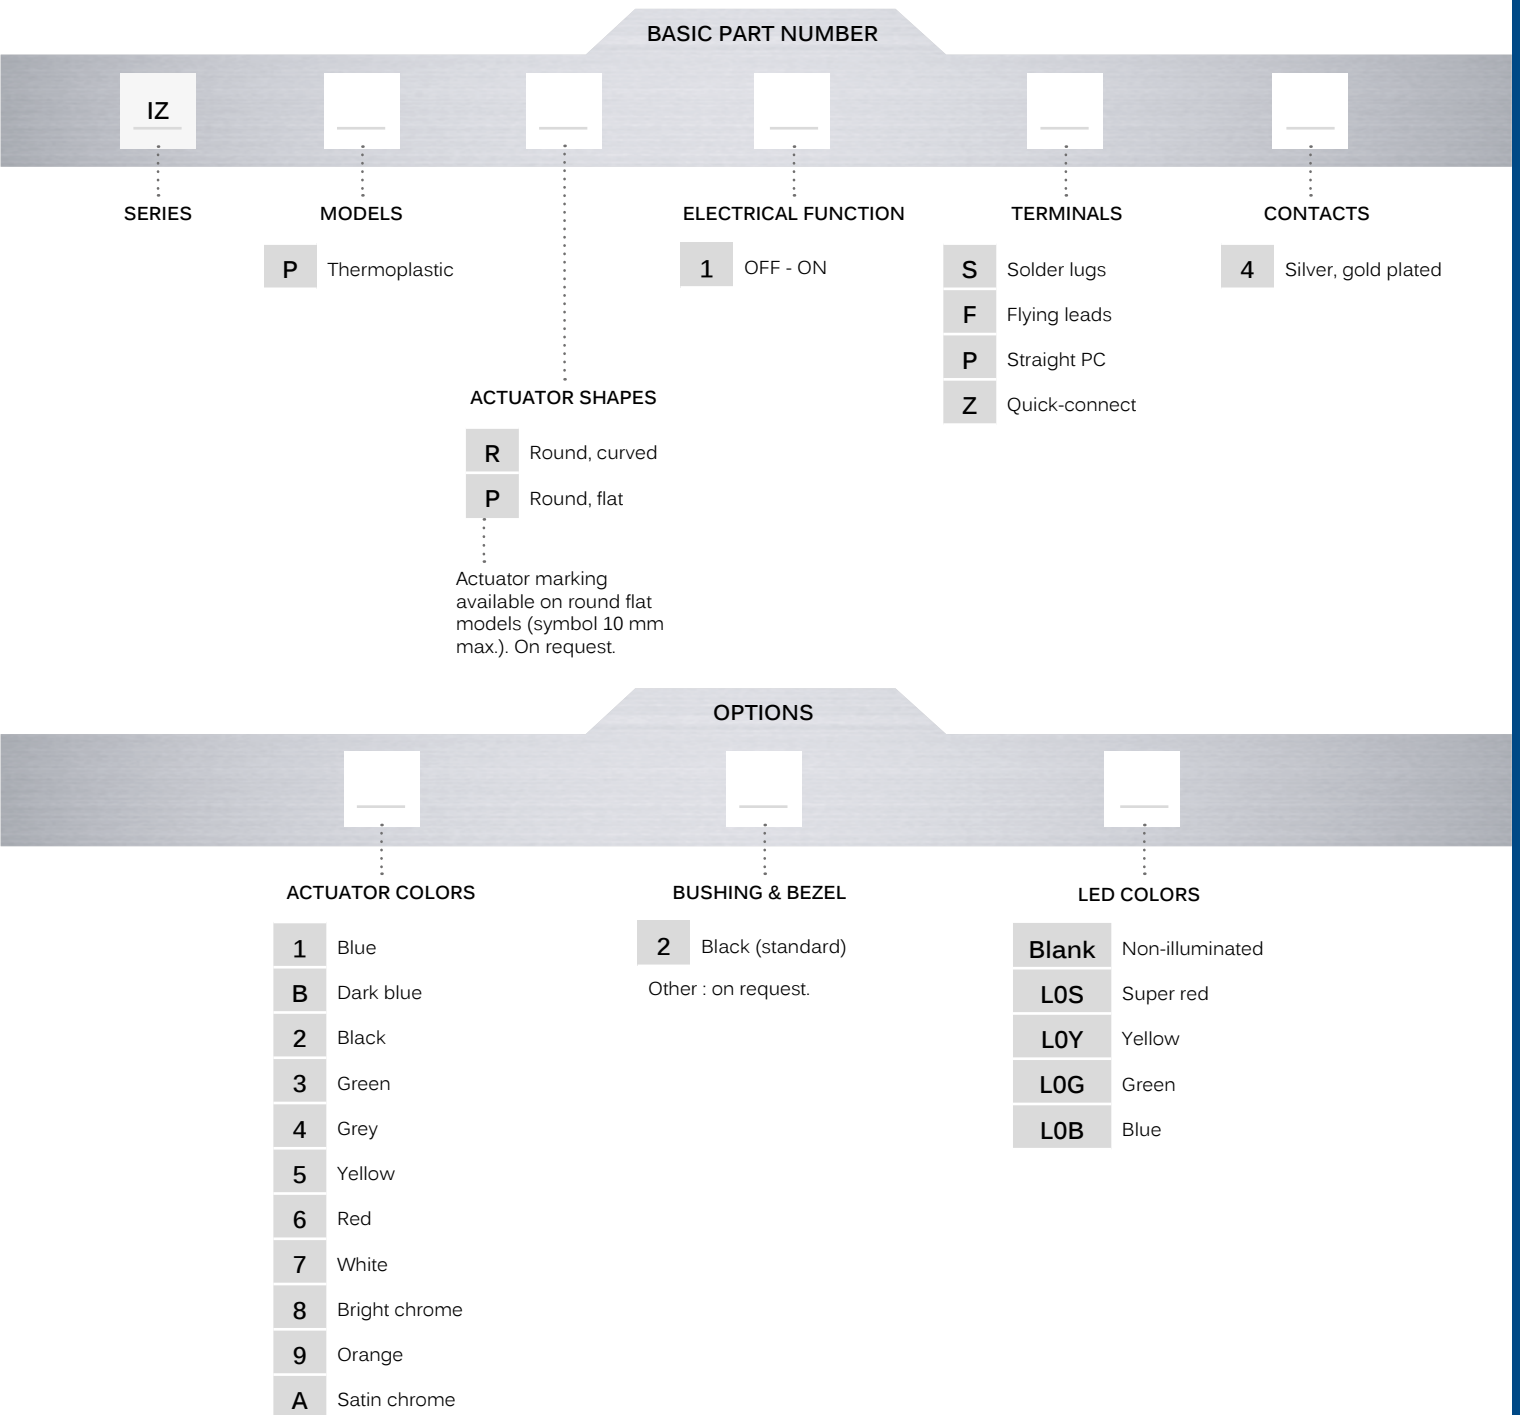 BASIC PART NUMBER
IZ
SERIES
MODELS
P Thermoplastic
ACTUATOR SHAPES
R Round, curved
P Round, flat
Actuator marking
available on round flat
models (symbol 10 mm
max.). On request.
ELECTRICAL FUNCTION
1 OFF - ON
TERMINALS
S Solder lugs
F Flying leads
P Straight PC
Z Quick-connect
CONTACTS
4 Silver, gold plated
OPTIONS
ACTUATOR COLORS
1 Blue
B Dark blue
2 Black
3 Green
4 Grey
5 Yellow
6 Red
7 White
8 Bright chrome
9 Orange
A Satin chrome
BUSHING & BEZEL
2 Black (standard)
Other : on request.
LED COLORS
Blank Non-illuminated
L0S Super red
L0Y Yellow
L0G Green
L0B Blue